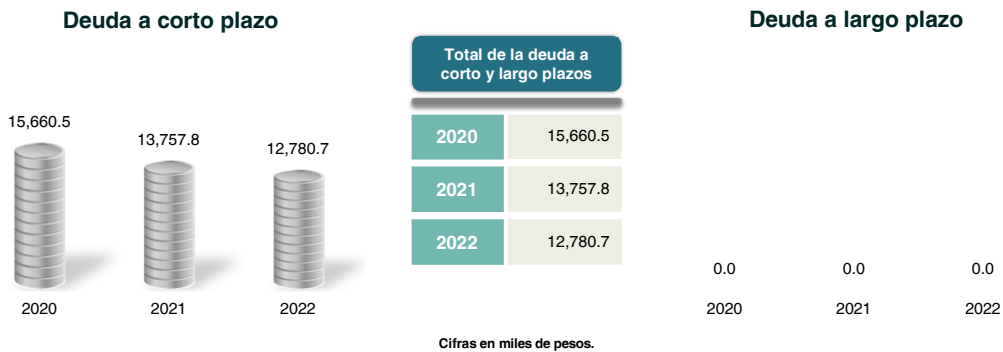 Deuda a corto plazo
15,660.5
13,757.8
12,780.7
2020
2021
2022
Total de la deuda a
corto y largo plazos
2020 15,660.5
2021 13,757.8
2022 12,780.7
Deuda a largo plazo
0.0 0.0 0.0
2020 2021 2022
Cifras en miles de pesos.